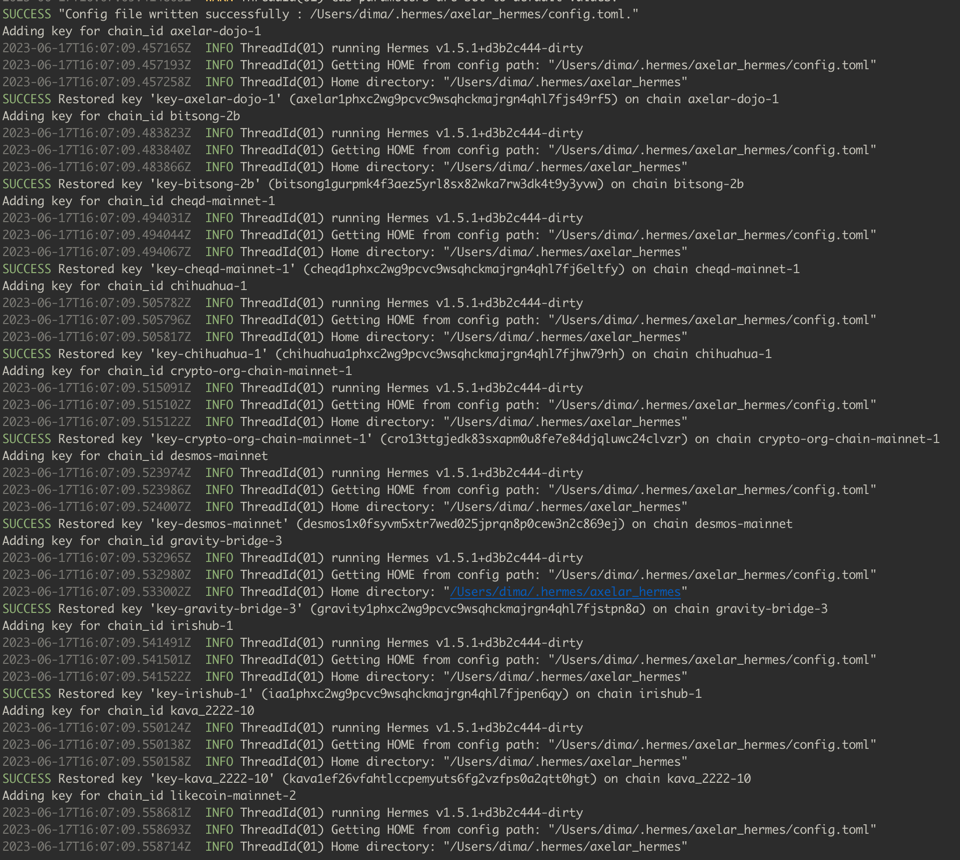 SUCCESS "Config file written successfully : /Users/dima/.hermes/axelar_hermes/config.toml."
Adding key for chain_id axelar-dojo-1
2023-06-17T16:07:09.457165Z  INFO ThreadId(01) running Hermes v1.5.1+d3b2c444-dirty
2023-06-17T16:07:09.457193Z  INFO ThreadId(01) Getting HOME from config path: "/Users/dima/.hermes/axelar_hermes/config.toml"
2023-06-17T16:07:09.457258Z  INFO ThreadId(01) Home directory: "/Users/dima/.hermes/axelar_hermes"
SUCCESS Restored key 'key-axelar-dojo-1' (axelar1phxc2wg9pcvc9wsqhckmajrgn4qhl7fjs49rf5) on chain axelar-dojo-1
Adding key for chain_id bitsong-2b
2023-06-17T16:07:09.483823Z  INFO ThreadId(01) running Hermes v1.5.1+d3b2c444-dirty
2023-06-17T16:07:09.483840Z  INFO ThreadId(01) Getting HOME from config path: "/Users/dima/.hermes/axelar_hermes/config.toml"
2023-06-17T16:07:09.483866Z  INFO ThreadId(01) Home directory: "/Users/dima/.hermes/axelar_hermes"
SUCCESS Restored key 'key-bitsong-2b' (bitsong1gurpmk4f3aez5yrl8sx82wka7rw3dk4t9y3yvw) on chain bitsong-2b
Adding key for chain_id cheqd-mainnet-1
2023-06-17T16:07:09.494031Z  INFO ThreadId(01) running Hermes v1.5.1+d3b2c444-dirty
2023-06-17T16:07:09.494044Z  INFO ThreadId(01) Getting HOME from config path: "/Users/dima/.hermes/axelar_hermes/config.toml"
2023-06-17T16:07:09.494067Z  INFO ThreadId(01) Home directory: "/Users/dima/.hermes/axelar_hermes"
SUCCESS Restored key 'key-cheqd-mainnet-1' (cheqd1phxc2wg9pcvc9wsqhckmajrgn4qhl7fj6eltfy) on chain cheqd-mainnet-1
Adding key for chain_id chihuahua-1
2023-06-17T16:07:09.505782Z  INFO ThreadId(01) running Hermes v1.5.1+d3b2c444-dirty
2023-06-17T16:07:09.505796Z  INFO ThreadId(01) Getting HOME from config path: "/Users/dima/.hermes/axelar_hermes/config.toml"
2023-06-17T16:07:09.505817Z  INFO ThreadId(01) Home directory: "/Users/dima/.hermes/axelar_hermes"
SUCCESS Restored key 'key-chihuahua-1' (chihuahua1phxc2wg9pcvc9wsqhckmajrgn4qhl7fjhw79rh) on chain chihuahua-1
Adding key for chain_id crypto-org-chain-mainnet-1
2023-06-17T16:07:09.515091Z  INFO ThreadId(01) running Hermes v1.5.1+d3b2c444-dirty
2023-06-17T16:07:09.515102Z  INFO ThreadId(01) Getting HOME from config path: "/Users/dima/.hermes/axelar_hermes/config.toml"
2023-06-17T16:07:09.515122Z  INFO ThreadId(01) Home directory: "/Users/dima/.hermes/axelar_hermes"
SUCCESS Restored key 'key-crypto-org-chain-mainnet-1' (cro13ttgjedk83sxapm0u8fe7e84djqluwc24clvzr) on chain crypto-org-chain-mainnet-1
Adding key for chain_id desmos-mainnet
2023-06-17T16:07:09.523974Z  INFO ThreadId(01) running Hermes v1.5.1+d3b2c444-dirty
2023-06-17T16:07:09.523986Z  INFO ThreadId(01) Getting HOME from config path: "/Users/dima/.hermes/axelar_hermes/config.toml"
2023-06-17T16:07:09.524007Z  INFO ThreadId(01) Home directory: "/Users/dima/.hermes/axelar_hermes"
SUCCESS Restored key 'key-desmos-mainnet' (desmos1x0fsyvm5xtr7wed025jprqn8p0cew3n2c869ej) on chain desmos-mainnet
Adding key for chain_id gravity-bridge-3
2023-06-17T16:07:09.532965Z  INFO ThreadId(01) running Hermes v1.5.1+d3b2c444-dirty
2023-06-17T16:07:09.532980Z  INFO ThreadId(01) Getting HOME from config path: "/Users/dima/.hermes/axelar_hermes/config.toml"
2023-06-17T16:07:09.533002Z  INFO ThreadId(01) Home directory: "/Users/dima/.hermes/axelar_hermes"
SUCCESS Restored key 'key-gravity-bridge-3' (gravity1phxc2wg9pcvc9wsqhckmajrgn4qhl7fjstpn8a) on chain gravity-bridge-3
Adding key for chain_id irishub-1
2023-06-17T16:07:09.541491Z  INFO ThreadId(01) running Hermes v1.5.1+d3b2c444-dirty
2023-06-17T16:07:09.541501Z  INFO ThreadId(01) Getting HOME from config path: "/Users/dima/.hermes/axelar_hermes/config.toml"
2023-06-17T16:07:09.541522Z  INFO ThreadId(01) Home directory: "/Users/dima/.hermes/axelar_hermes"
SUCCESS Restored key 'key-irishub-1' (iaa1phxc2wg9pcvc9wsqhckmajrgn4qhl7fjpen6qy) on chain irishub-1
Adding key for chain_id kava_2222-10
2023-06-17T16:07:09.550124Z  INFO ThreadId(01) running Hermes v1.5.1+d3b2c444-dirty
2023-06-17T16:07:09.550138Z  INFO ThreadId(01) Getting HOME from config path: "/Users/dima/.hermes/axelar_hermes/config.toml"
2023-06-17T16:07:09.550158Z  INFO ThreadId(01) Home directory: "/Users/dima/.hermes/axelar_hermes"
SUCCESS Restored key 'key-kava_2222-10' (kava1ef26vfahtlccpemyuts6fg2vzfps0a2qtt0hgt) on chain kava_2222-10
Adding key for chain_id likecoin-mainnet-2
2023-06-17T16:07:09.558681Z  INFO ThreadId(01) running Hermes v1.5.1+d3b2c444-dirty
2023-06-17T16:07:09.558693Z  INFO ThreadId(01) Getting HOME from config path: "/Users/dima/.hermes/axelar_hermes/config.toml"
2023-06-17T16:07:09.558714Z  INFO ThreadId(01) Home directory: "/Users/dima/.hermes/axelar_hermes"